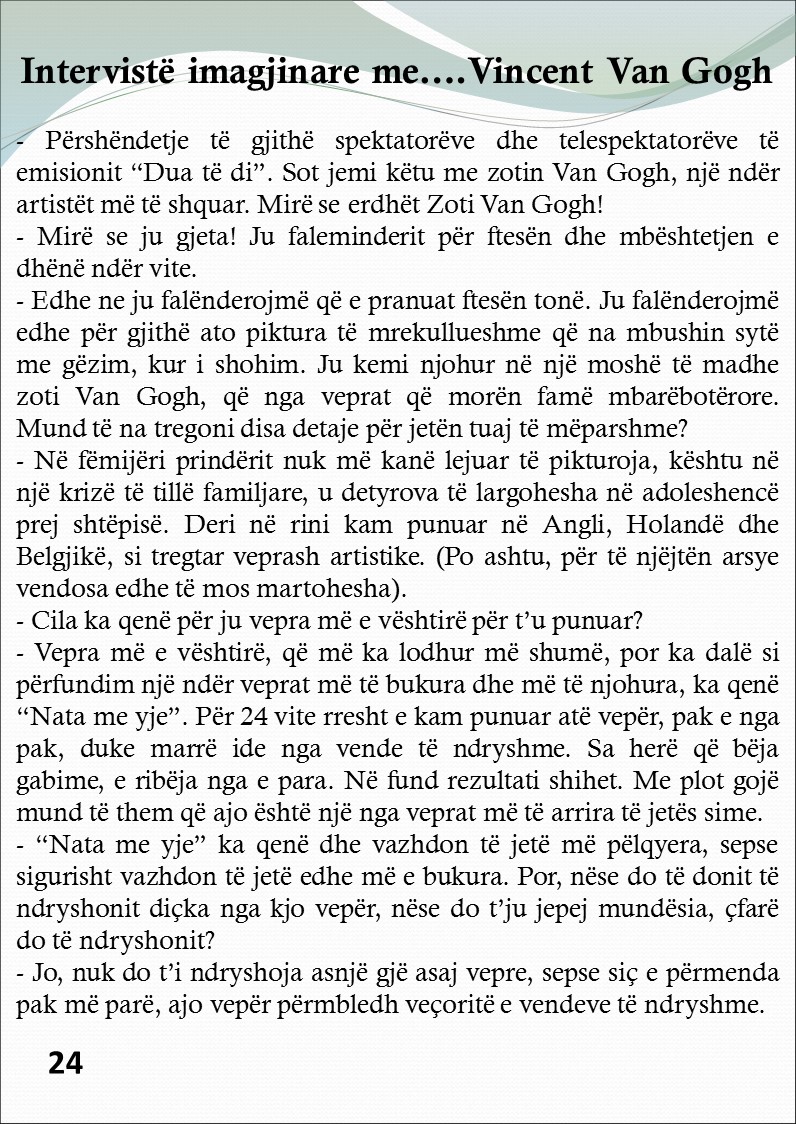 Intervistë imagjinare me....Vincent Van Gogh
- Përshëndetje të gjithë spektatorëve dhe telespektatorëve të
emisionit “Dua të di”. Sot jemi këtu me zotin Van Gogh, një ndër
artistët më të shquar. Mirë se erdhët Zoti Van Gogh!
- Mirë se ju gjeta! Ju faleminderit për ftesën dhe mbështetjen e
dhënë ndër vite.
- Edhe ne ju falënderojmë që e pranuat ftesën tonë. Ju falënderojmë
edhe për gjithë ato piktura të mrekullueshme që na mbushin sytë
me gëzim, kur i shohim. Ju kemi njohur në një moshë të madhe
zoti Van Gogh, që nga veprat që morën famë mbarëbotërore.
Mund të na tregoni disa detaje për jetën tuaj të mëparshme?
- Në fëmijëri prindërit nuk më kanë lejuar të pikturoja, kështu në
një krizë të tillë familjare, u detyrova të largohesha në adoleshencë
prej shtëpisë. Deri në rini kam punuar në Angli, Holandë dhe
Belgjikë, si tregtar veprash artistike. (Po ashtu, për të njëjtën arsye
vendosa edhe të mos martohesha).
- Cila ka qenë për ju vepra më e vështirë për t’u punuar?
- Vepra më e vështirë, që më ka lodhur më shumë, por ka dalë si
përfundim një ndër veprat më të bukura dhe më të njohura, ka qenë
“Nata me yje”. Për 24 vite rresht e kam punuar atë vepër, pak e nga
pak, duke marrë ide nga vende të ndryshme. Sa herë që bëja
gabime, e ribëja nga e para. Në fund rezultati shihet. Me plot gojë
mund të them që ajo është një nga veprat më të arrira të jetës sime.
- “Nata me yje” ka qenë dhe vazhdon të jetë më pëlqyera, sepse
sigurisht vazhdon të jetë edhe më e bukura. Por, nëse do të donit të
ndryshonit diçka nga kjo vepër, nëse do t’ju jepej mundësia, çfarë
do të ndryshonit?
- Jo, nuk do t’i ndryshoja asnjë gjë asaj vepre, sepse siç e përmenda
pak më parë, ajo vepër përmbledh veçoritë e vendeve të ndryshme.
24